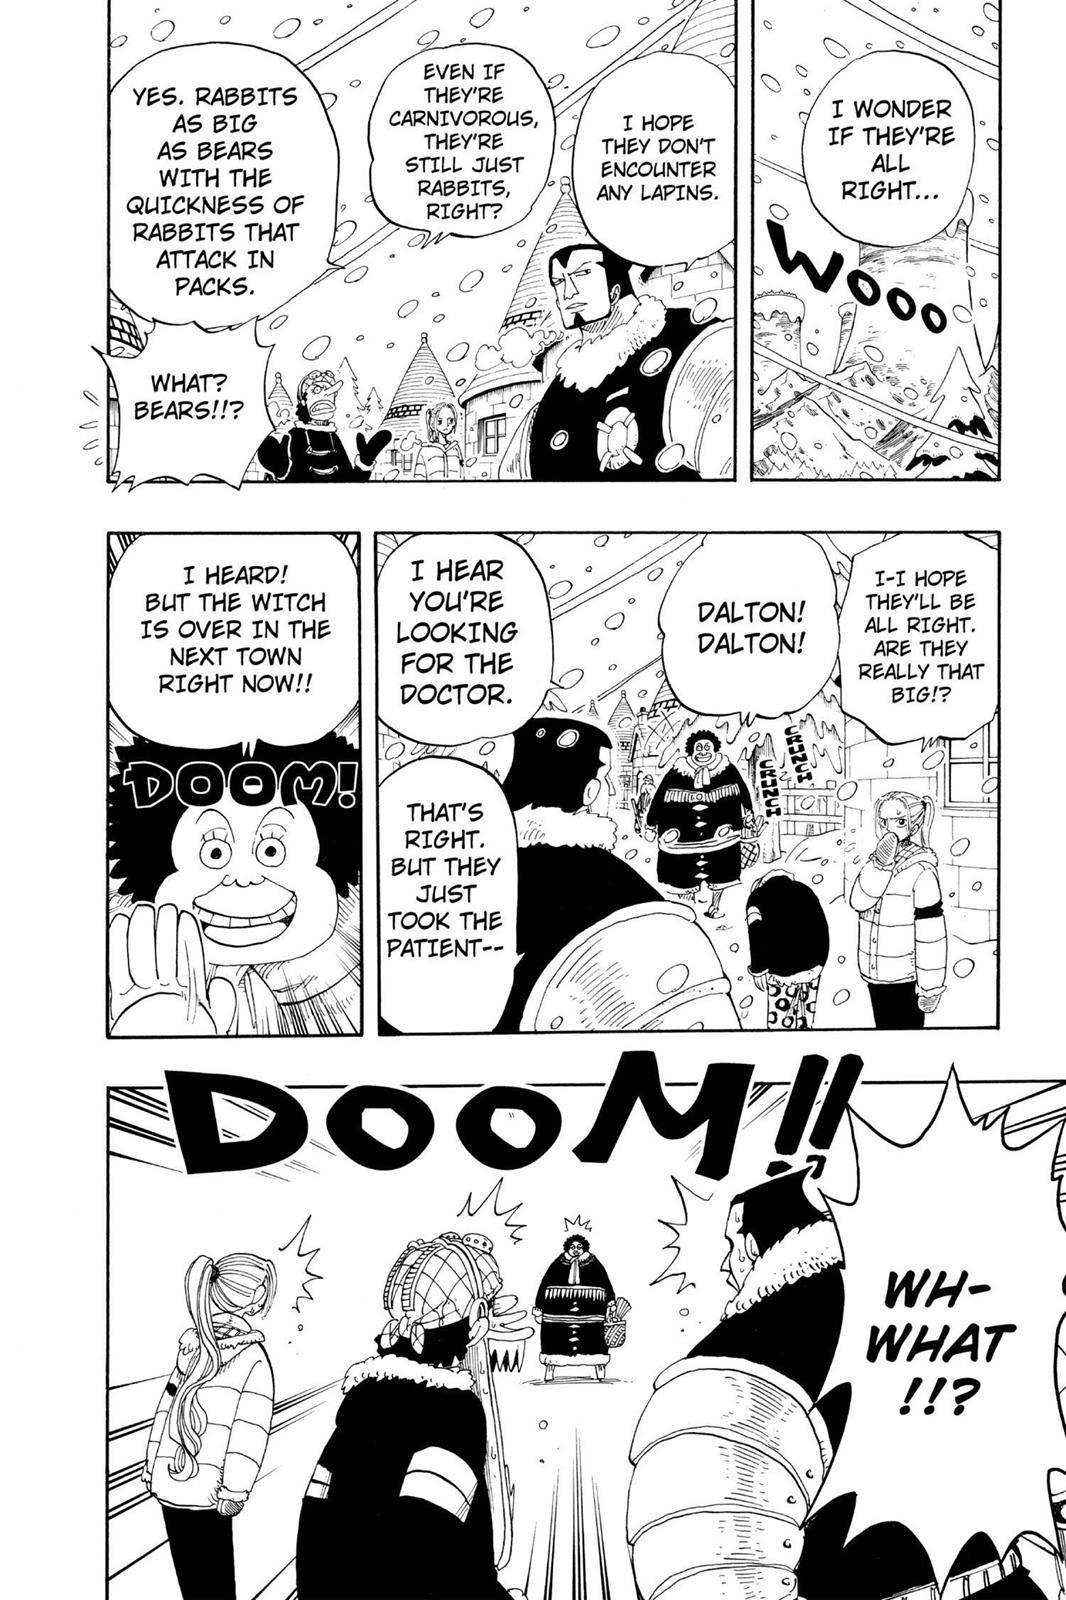 I WONDER
IF THEY'RE
ALL
RIGHT...
WOOO
I HOPE
THEY DON'T
ENCOUNTER
ANY LAPINS.
EVEN IF
THEY'RE
CARNIVOROUS,
THEY'RE
STILL JUST
RABBITS,
RIGHT?
YES. RABBITS
AS BIG
AS BEARS
WITH THE
QUICKNESS OF
RABBITS THAT
ATTACK IN
PACKS.
WHAT?
BEARS!!?
I-I HOPE
THEY'LL BE
ALL RIGHT.
ARE THEY
REALLY THAT
BIG!?
DALTON!
DALTON!
CRUNCH
CRUNCH
I HEAR
YOU'RE
LOOKING
FOR THE
DOCTOR.
THAT'S
RIGHT.
BUT THEY
JUST
TOOK THE
PATIENT--
I HEARD!
BUT THE WITCH
IS OVER IN THE
NEXT TOWN
RIGHT NOW!!
DOOM!
DOOM!!
WH-
WHAT
!!?